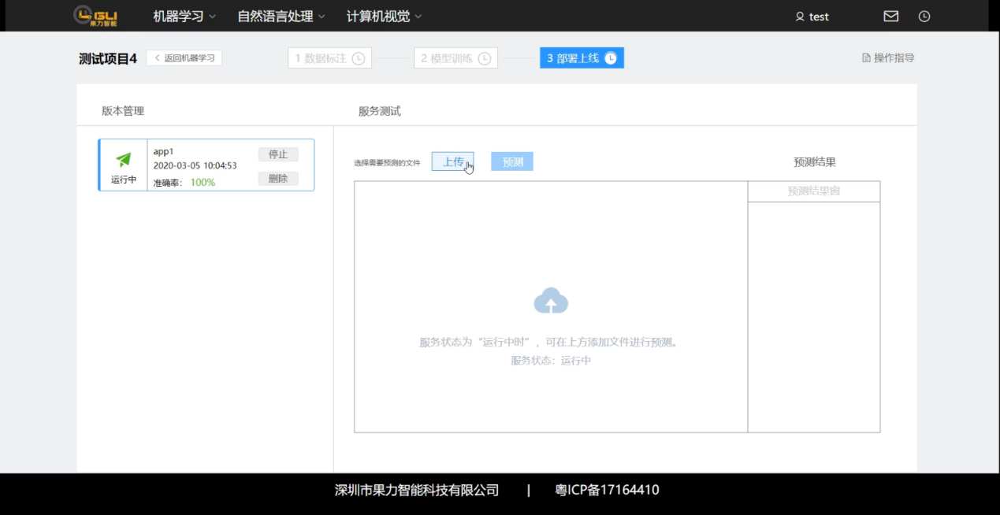 GLI
果力智能
机器学习 自然语言处理 计算机视觉 test
测试项目4 返回机器学习 1 数据标注 2 模型训练 3 部署上线 操作指导
版本管理 服务测试
app1 停止
2020-03-05 10:04:53
运行中 准确率: 100% 删除
选择需要预测的文件 上传 预测 预测结果
预测结果窗
服务状态为“运行中时”，可在上方添加文件进行预测。
服务状态: 运行中
深圳市果力智能科技有限公司 | 粤ICP备17164410